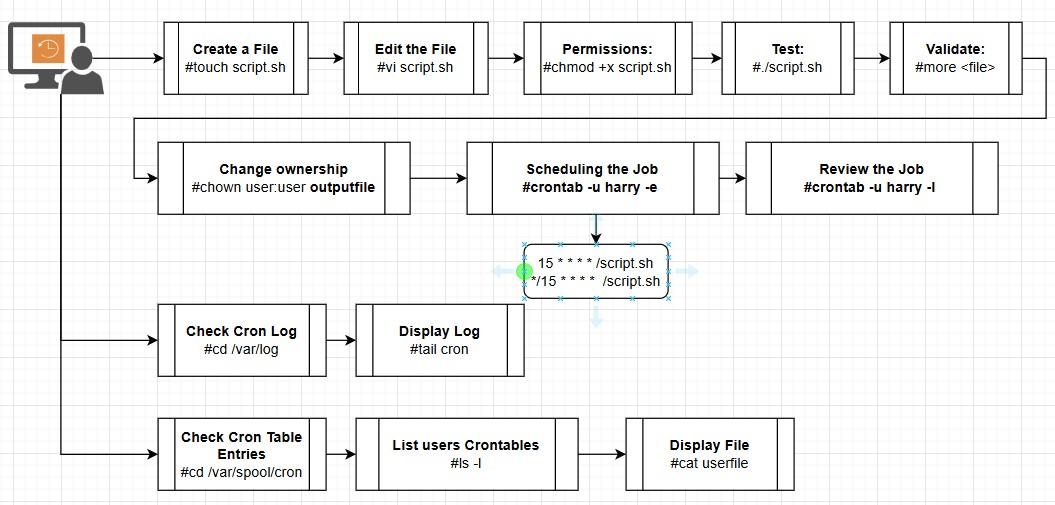 Create a File
#touch script.sh
Edit the File
#vi script.sh
Permissions:
#chmod +x script.sh
Test:
#./script.sh
Validate:
#more <file>
Change ownership
#chown user:user outputfile
Scheduling the Job
#crontab -u harry -e
Review the Job
#crontab -u harry -l
15 * * * * /script.sh
*/15 * * * *  /script.sh
Check Cron Log
#cd /var/log
Display Log
#tail cron
Check Cron Table
Entries
#cd /var/spool/cron
List users Crontables
#ls -l
Display File
#cat userfile